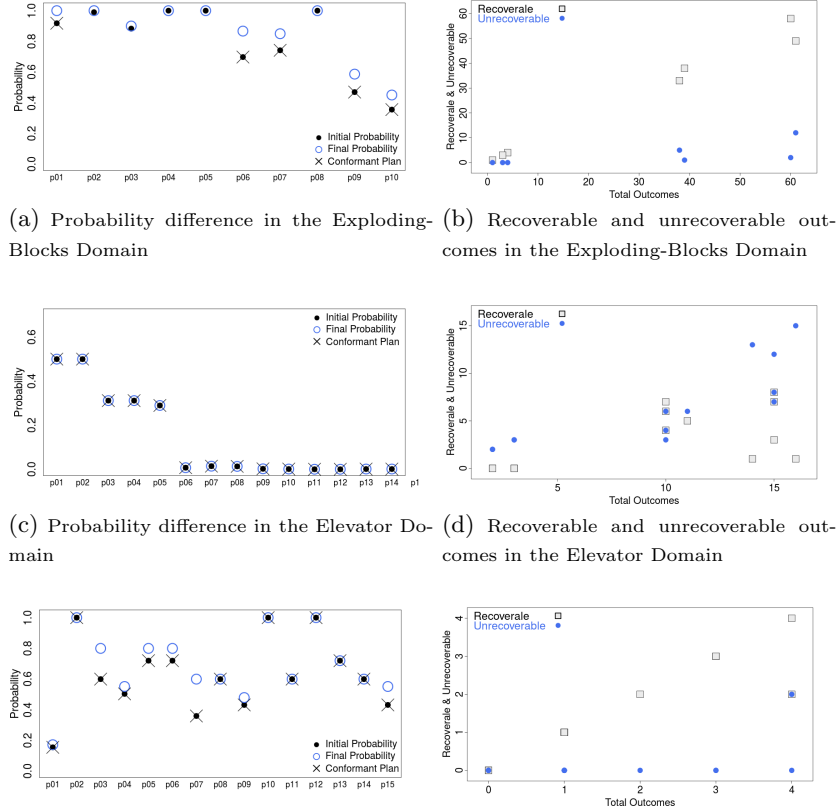 Recoverale
Unrecoverable
Probability
0.0 0.2 0.4 0.6 0.8 1.0
Initial Probability
Final Probability
Conformant Plan
p01 p02 p03 p04 p05 p06 p07 p08 p09 p10
Recoverale & Unrecoverable
0 10 20 30 40 50 60
0 10 20 30 40 50 60
Total Outcomes
(a) Probability difference in the Exploding-
Blocks Domain
(b) Recoverable and unrecoverable out-
comes in the Exploding-Blocks Domain
Probability
0.0 0.2 0.4 0.6
Initial Probability
Final Probability
Conformant Plan
p01 p02 p03 p04 p05 p06 p07 p08 p09 p10 p11 p12 p13 p14 p1
Recoverale
Unrecoverable
Recoverale & Unrecoverable
0 5 10 15
5 10 15
Total Outcomes
(c) Probability difference in the Elevator Do-
main
(d) Recoverable and unrecoverable out-
comes in the Elevator Domain
Probability
0.0 0.2 0.4 0.6 0.8 1.0
Initial Probability
Final Probability
Conformant Plan
p01 p02 p03 p04 p05 p06 p07 p08 p09 p10 p11 p12 p13 p14 p15
Recoverale
Unrecoverable
Recoverale & Unrecoverable
0 1 2 3 4
0 1 2 3 4
Total Outcomes